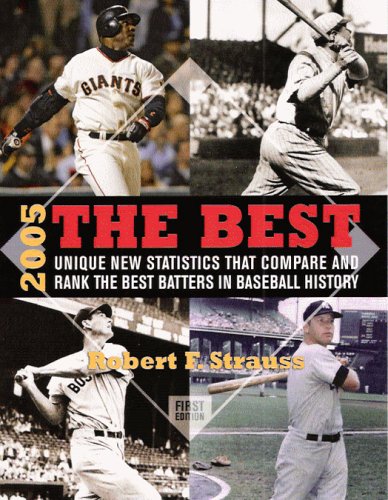 GIANTS
2005
THE BEST
UNIQUE NEW STATISTICS THAT COMPARE AND
RANK THE BEST BATTERS IN BASEBALL HISTORY
Robert F. Strauss
BOS
FIRST
EDITION